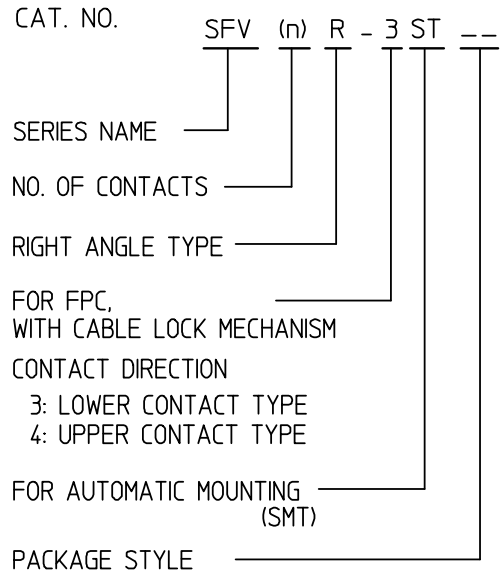 CAT. NO. SFV (n) R - 3 ST _ _
SERIES NAME
NO. OF CONTACTS
RIGHT ANGLE TYPE
FOR FPC,
WITH CABLE LOCK MECHANISM
CONTACT DIRECTION
3: LOWER CONTACT TYPE
4: UPPER CONTACT TYPE
FOR AUTOMATIC MOUNTING
(SMT)
PACKAGE STYLE